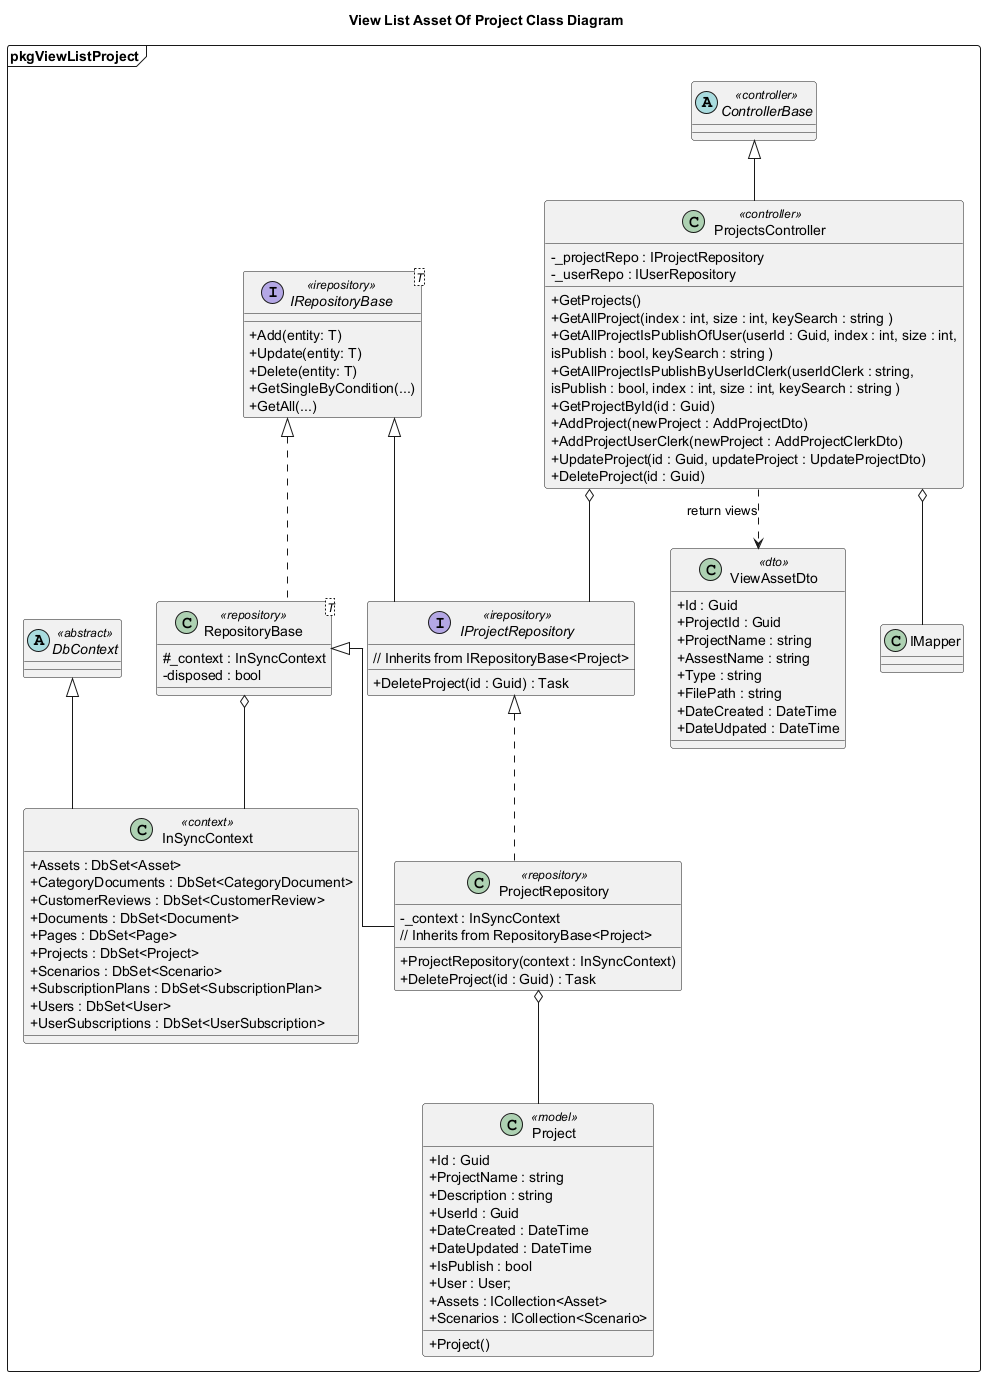 View List Asset Of Project Class Diagram
pkgViewListProject
A
«controller»
ControllerBase
C
«controller»
ProjectsController
-_projectRepo : IProjectRepository
-_userRepo : IUserRepository
+GetProjects()
+GetAllProject(index : int, size : int, keySearch : string )
+GetAllProjectIsPublishOfUser(userId : Guid, index : int, size : int,
isPublish : bool, keySearch : string )
+GetAllProjectIsPublishByUserIdClerk(userIdClerk : string,
isPublish : bool, index : int, size : int, keySearch : string )
+GetProjectById(id : Guid)
+AddProject(newProject : AddProjectDto)
+AddProjectUserClerk(newProject : AddProjectClerkDto)
+UpdateProject(id : Guid, updateProject : UpdateProjectDto)
+DeleteProject(id : Guid)
T
I
«irepository»
IRepositoryBase
+Add(entity: T)
+Update(entity: T)
+Delete(entity: T)
+GetSingleByCondition(...)
+GetAll(...)
return views
C
«dto»
ViewAssetDto
+Id : Guid
+ProjectId : Guid
+ProjectName : string
+AssestName : string
+Type : string
+FilePath : string
+DateCreated : DateTime
+DateUdpated : DateTime
C
IMapper
A
«abstract»
DbContext
T
C
«repository»
RepositoryBase
#_context : InSyncContext
-disposed : bool
I
«irepository»
IProjectRepository
// Inherits from IRepositoryBase<Project>
+DeleteProject(id : Guid) : Task
C
«context»
InSyncContext
+Assets : DbSet<Asset>
+CategoryDocuments : DbSet<CategoryDocument>
+CustomerReviews : DbSet<CustomerReview>
+Documents : DbSet<Document>
+Pages : DbSet<Page>
+Projects : DbSet<Project>
+Scenarios : DbSet<Scenario>
+SubscriptionPlans : DbSet<SubscriptionPlan>
+Users : DbSet<User>
+UserSubscriptions : DbSet<UserSubscription>
C
«repository»
ProjectRepository
-_context : InSyncContext
// Inherits from RepositoryBase<Project>
+ProjectRepository(context : InSyncContext)
+DeleteProject(id : Guid) : Task
C
«model»
Project
+Id : Guid
+ProjectName : string
+Description : string
+UserId : Guid
+DateCreated : DateTime
+DateUpdated : DateTime
+IsPublish : bool
+User : User;
+Assets : ICollection<Asset>
+Scenarios : ICollection<Scenario>
+Project()